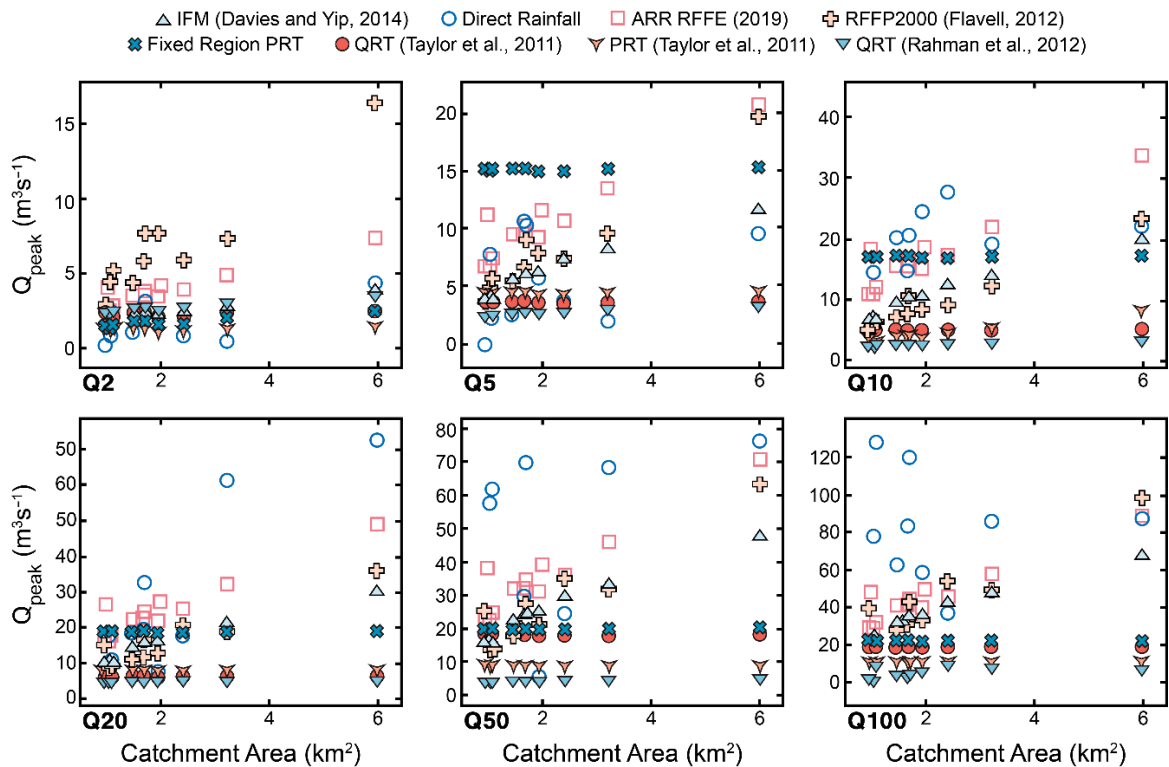 IFM (Davies and Yip, 2014) Direct Rainfall ARR RFFE (2019) RFFP2000 (Flavell, 2012)
Fixed Region PRT QRT (Taylor et al., 2011) PRT (Taylor et al., 2011) QRT (Rahman et al., 2012)
Qpeak (m³s⁻¹)
15
10
5
0
Q2
2 4 6
20
15
10
5
0
Q5
2 4 6
40
30
20
10
0
Q10
2 4 6
Qpeak (m³s⁻¹)
50
60
50
40
30
20
10
0
Q20
2 4 6
Catchment Area (km²)
80
70
60
50
40
30
20
10
0
Q50
2 4 6
Catchment Area (km²)
120
100
80
60
40
20
0
Q100
2 4 6
Catchment Area (km²)